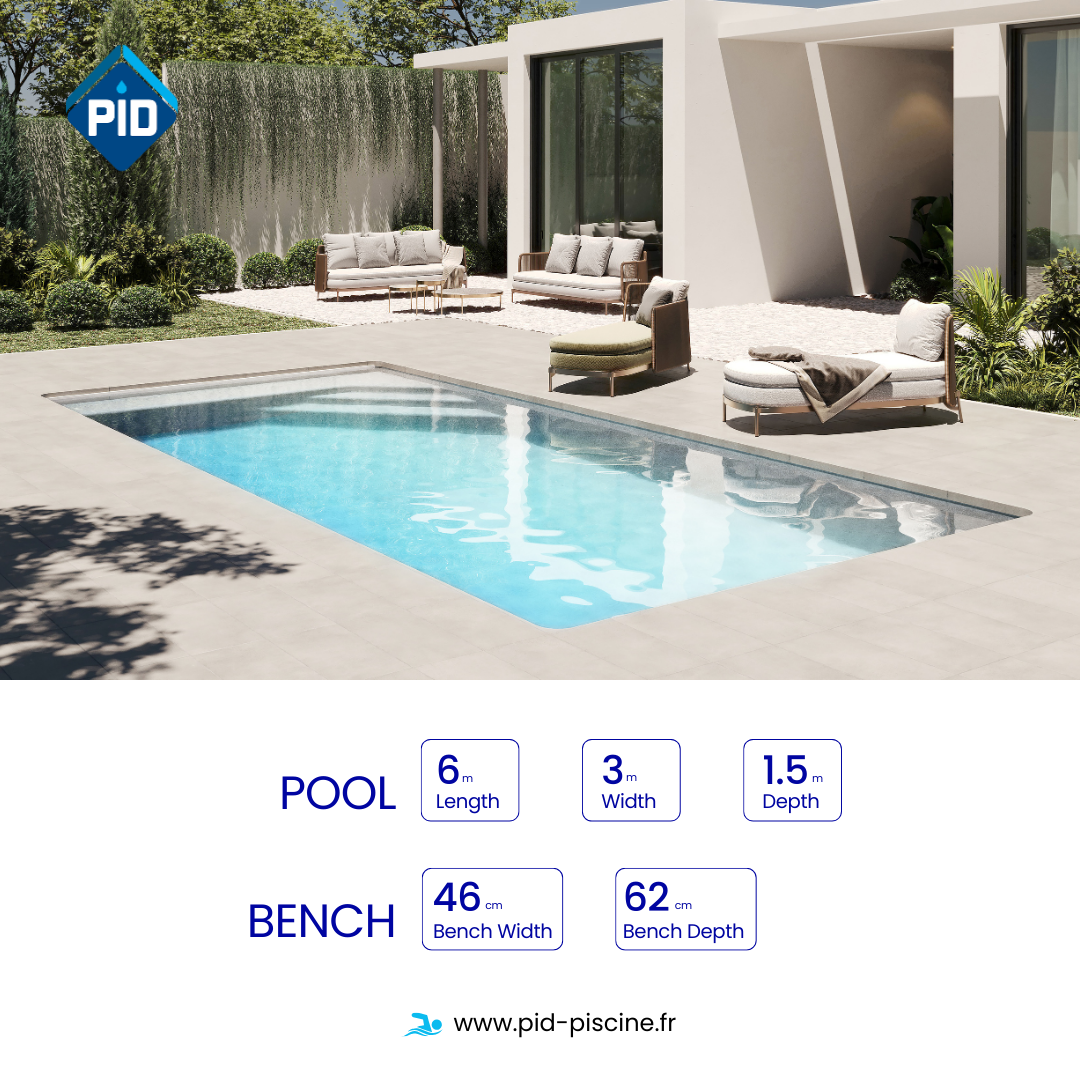 PID
POOL
6 m
Length
3 m
Width
1.5 m
Depth
BENCH
46 cm
Bench Width
62 cm
Bench Depth
www.pid-piscine.fr